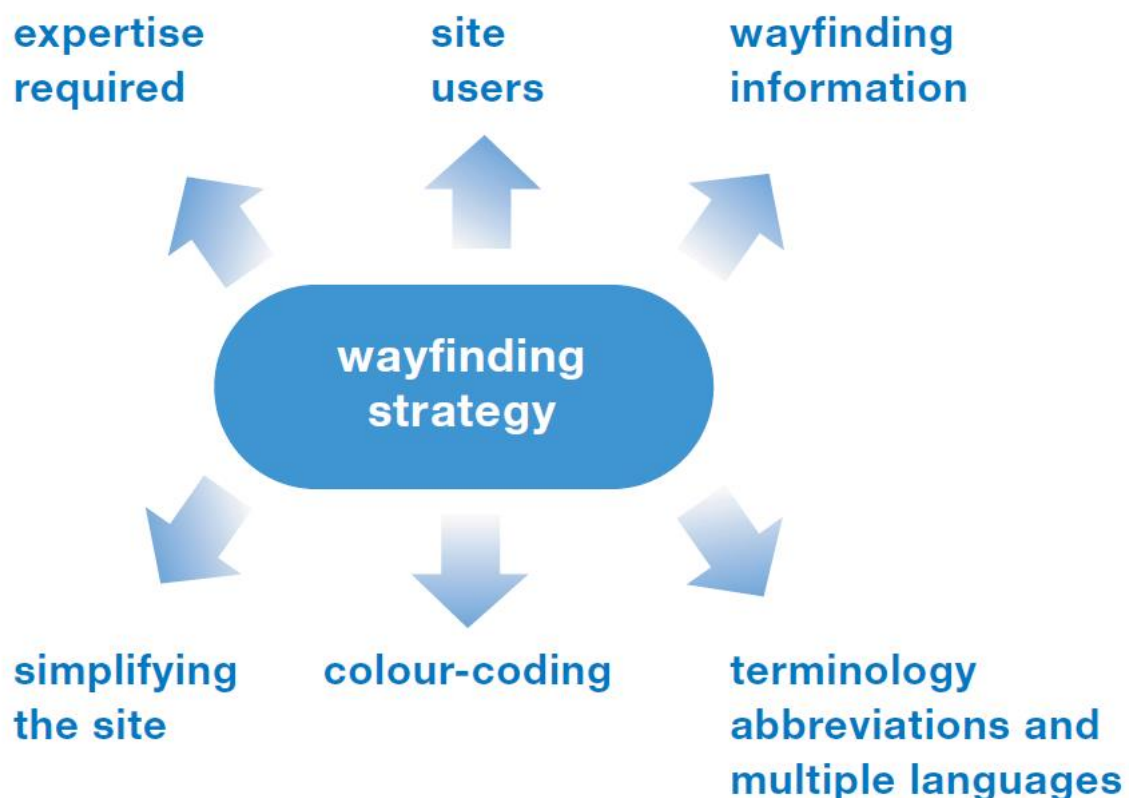 expertise
required
site
users
wayfinding
information
wayfinding
strategy
simplifying
the site
colour-coding
terminology
abbreviations and
multiple languages